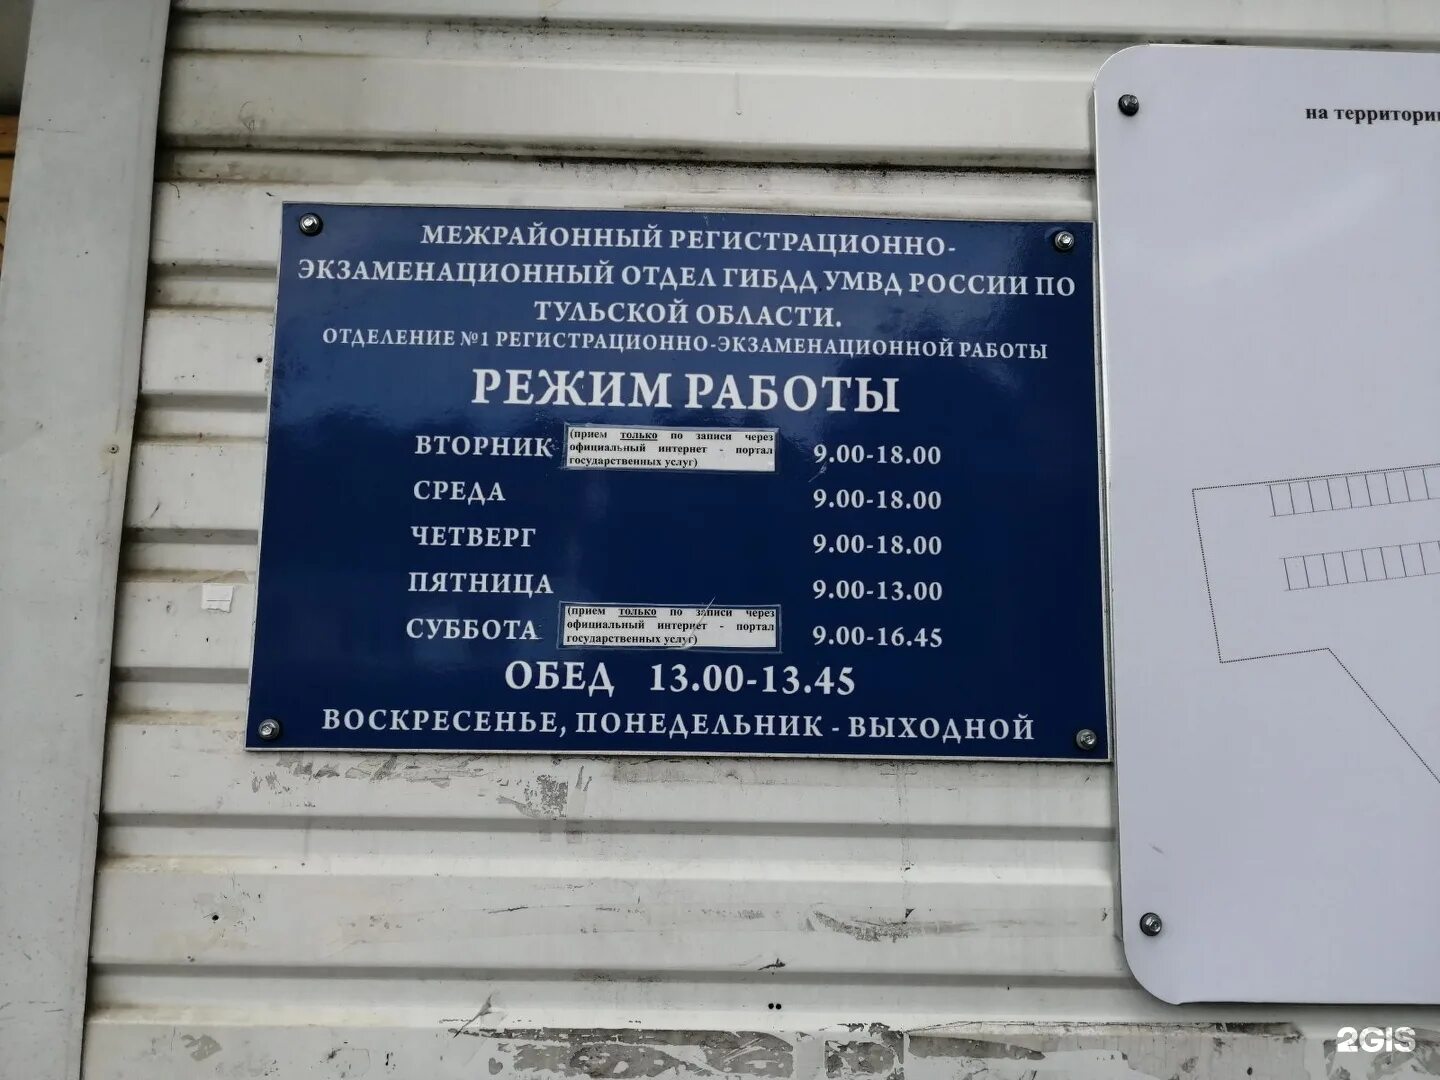 МЕЖРАЙОННЫЙ РЕГИСТРАЦИОННО-
ЭКЗАМЕНАЦИОННЫЙ ОТДЕЛ ГИБДД УМВД РОССИИ ПО
ТУЛЬСКОЙ ОБЛАСТИ.
ОТДЕЛЕНИЕ №1 РЕГИСТРАЦИОННО-ЭКЗАМЕНАЦИОННОЙ РАБОТЫ
РЕЖИМ РАБОТЫ
ВТОРНИК 9.00-18.00
(прием только по записи через
официальный интернет - портал
государственных услуг)
СРЕДА 9.00-18.00
ЧЕТВЕРГ 9.00-18.00
ПЯТНИЦА 9.00-13.00
СУББОТА 9.00-16.45
(прием только по записи через
официальный интернет - портал
государственных услуг)
ОБЕД 13.00-13.45
ВОСКРЕСЕНЬЕ, ПОНЕДЕЛЬНИК - ВЫХОДНОЙ
на территори
2GIS